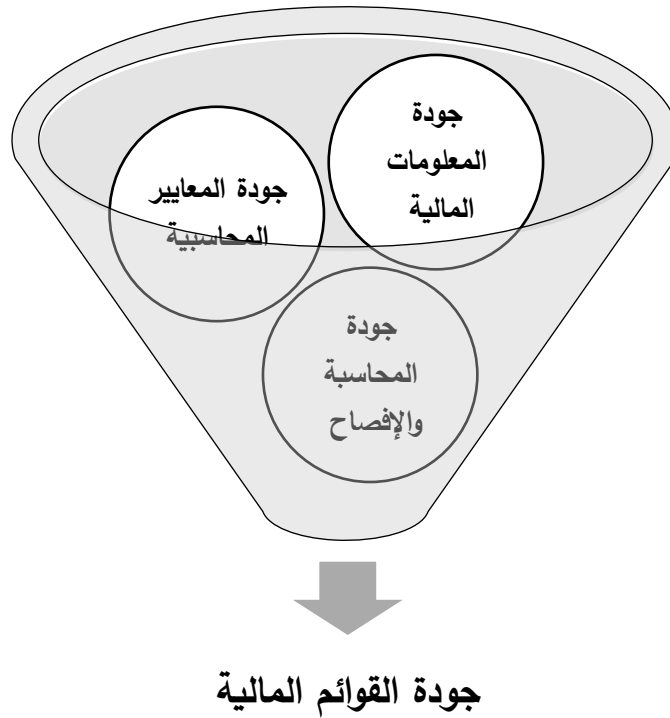 جودة
المعلومات
المالية
جودة المعايير
المحاسبية
جودة
المحاسبة
والإفصاح
جودة القوائم المالية